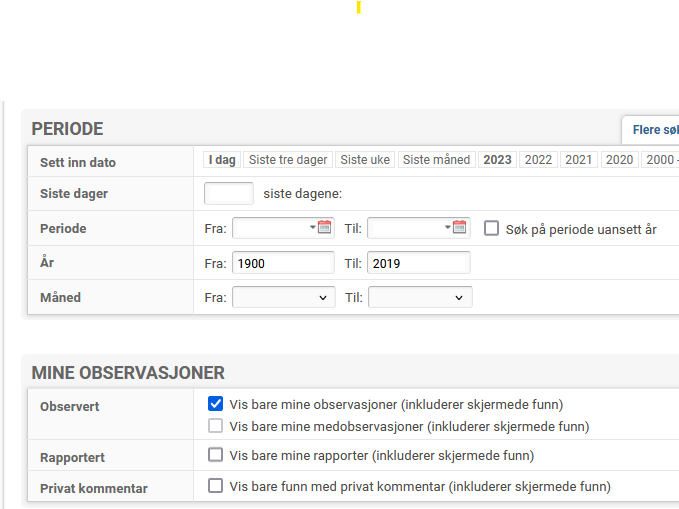 PERIODE
Flere søk
Sett inn dato I dag Siste tre dager Siste uke Siste måned 2023 2022 2021 2020 2000 -
Siste dager siste dagene:
Periode Fra: Til: Søk på periode uansett år
År Fra: 1900 Til: 2019
Måned Fra: Til:
MINE OBSERVASJONER
Observert Vis bare mine observasjoner (inkluderer skjermede funn)
Vis bare mine medobservasjoner (inkluderer skjermede funn)
Rapportert Vis bare mine rapporter (inkluderer skjermede funn)
Privat kommentar Vis bare funn med privat kommentar (inkluderer skjermede funn)